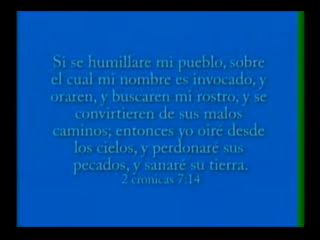 Si se humillare mi pueblo, sobre
el cual mi nombre es invocado, y
oraren, y buscaren mi rostro, y se
convirtieren de sus malos
caminos; entonces yo oiré desde
los cielos, y perdonaré sus
pecados, y sanaré su tierra.
2 cronicas 7:14